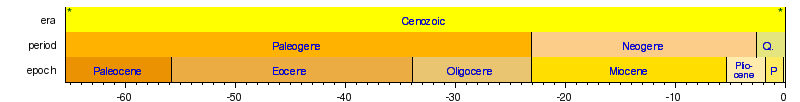 era * Cenozoic *
period Paleogene Neogene Q.
epoch Paleocene Eocene Oligocene Miocene Plio-
cene P.
-60 -50 -40 -30 -20 -10 0